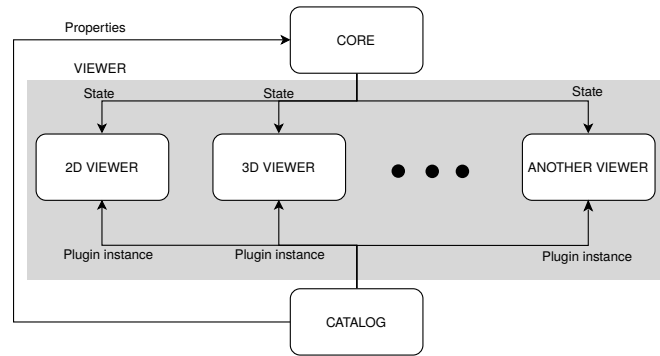 Properties
CORE
VIEWER
State
State
State
2D VIEWER
3D VIEWER
ANOTHER VIEWER
Plugin instance
Plugin instance
Plugin instance
CATALOG